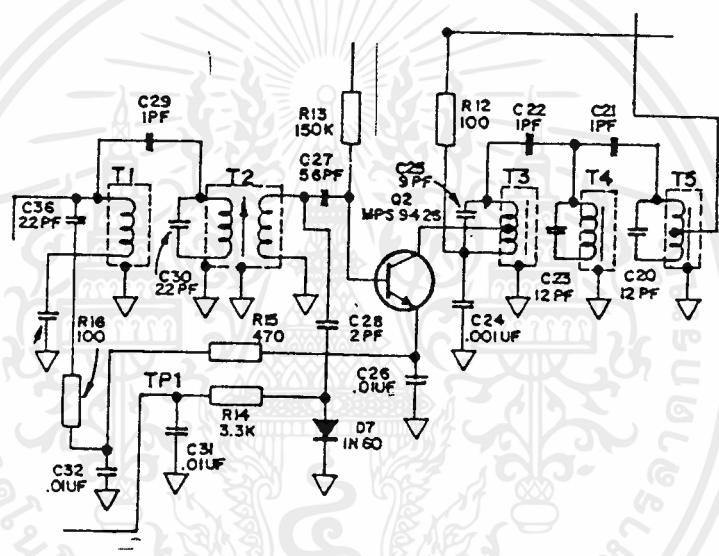 C29
1PF
T1
T2
C36
22PF
C30
22PF
R16
100
C32
.01UF
TP1
C31
.01UF
R15
470
R14
3.3K
C27
56PF
R13
150K
C28
2PF
D7
1N60
C26
.01UF
Q2
MPS 9426
C25
9PF
R12
100
C22
1PF
C21
1PF
T3
T4
T5
C24
.001UF
C23
12PF
C20
12PF